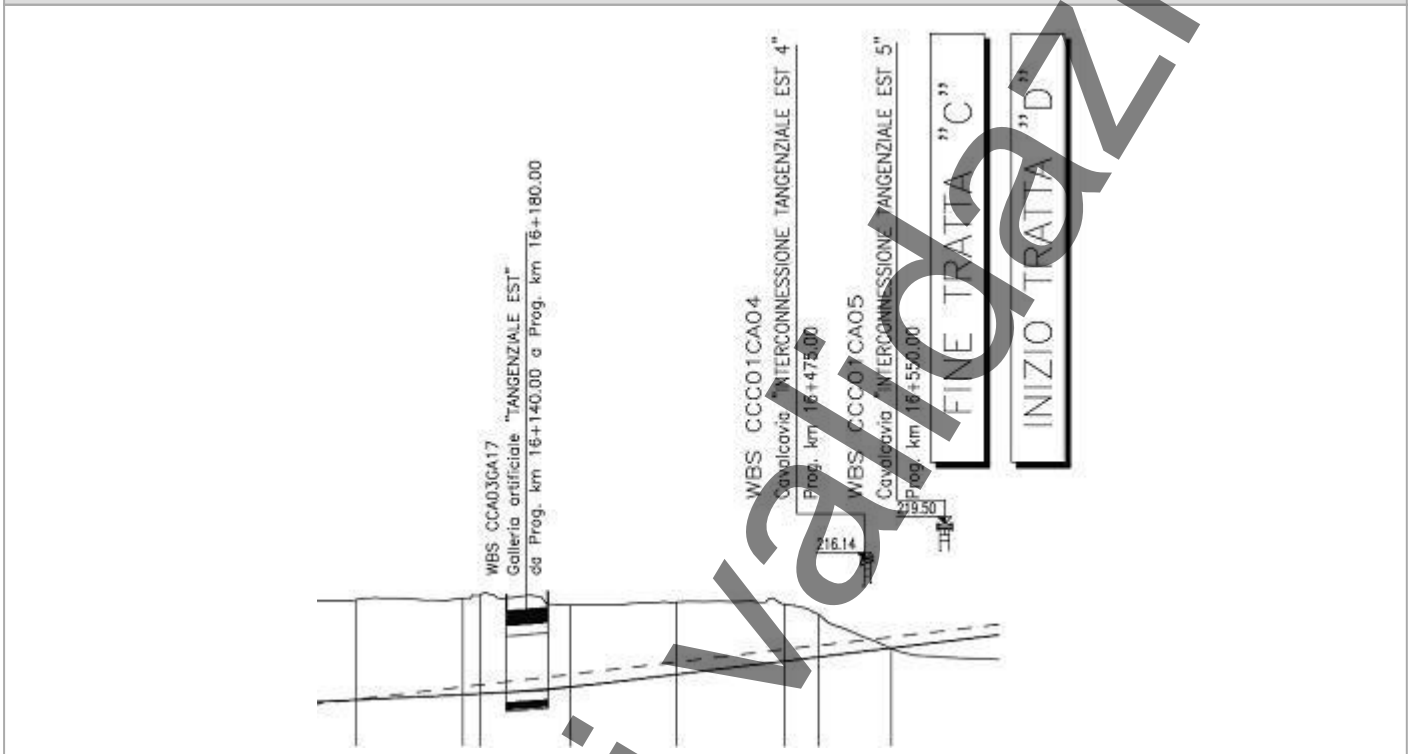 WBS CCA03GA17
Galleria artificiale "TANGENZIALE EST"
da Prog. km 16+140.00 a Prog. km 16+180.00
WBS CCC01CA04
Cavalcavia "INTERCONNESSIONE TANGENZIALE EST 4"
Prog. km 16+475.00
WBS CCC01CA05
Cavalcavia "INTERCONNESSIONE TANGENZIALE EST 5"
Prog. km 16+550.00
FINE TRATTA "C"
INIZIO TRATTA "D"
216.14
219.50